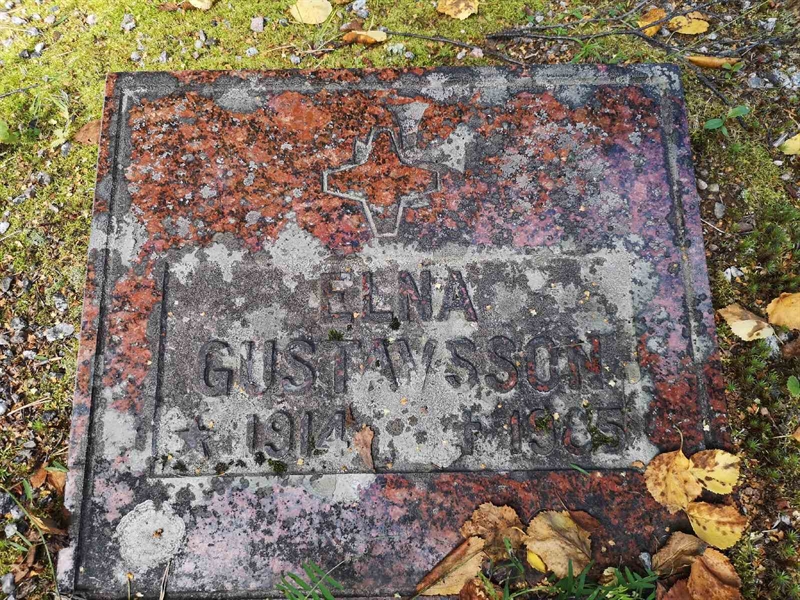 ELNA
GUSTAVSSON
* 1914 †